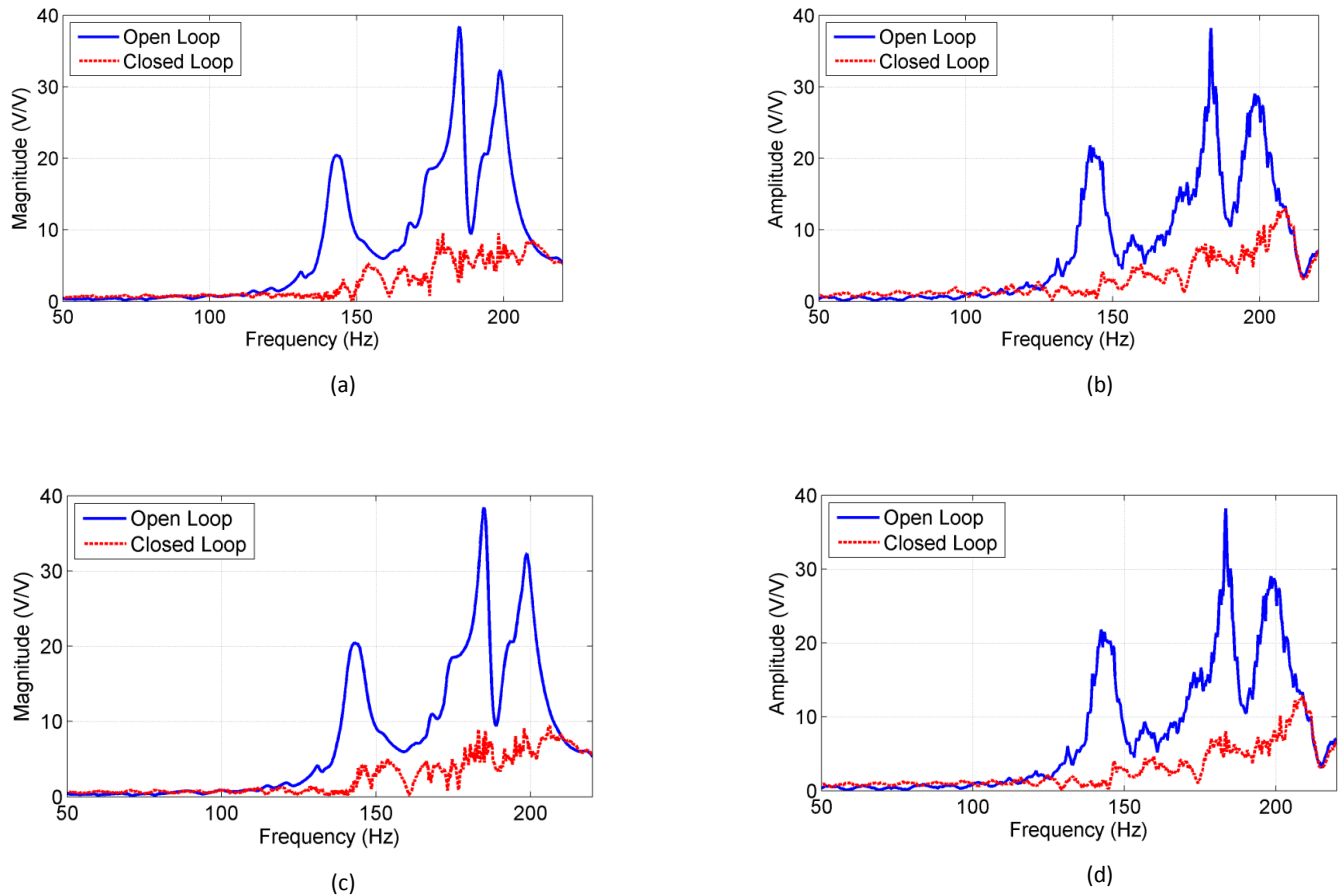 40
30
20
10
0
Magnitude (V/V)
Open Loop
Closed Loop
50 100 150 200
Frequency (Hz)
(a)
40
30
20
10
0
Amplitude (V/V)
Open Loop
Closed Loop
50 100 150 200
Frequency (Hz)
(b)
40
30
20
10
0
Magnitude (V/V)
Open Loop
Closed Loop
50 100 150 200
Frequency (Hz)
(c)
40
30
20
10
0
Amplitude (V/V)
Open Loop
Closed Loop
50 100 150 200
Frequency (Hz)
(d)